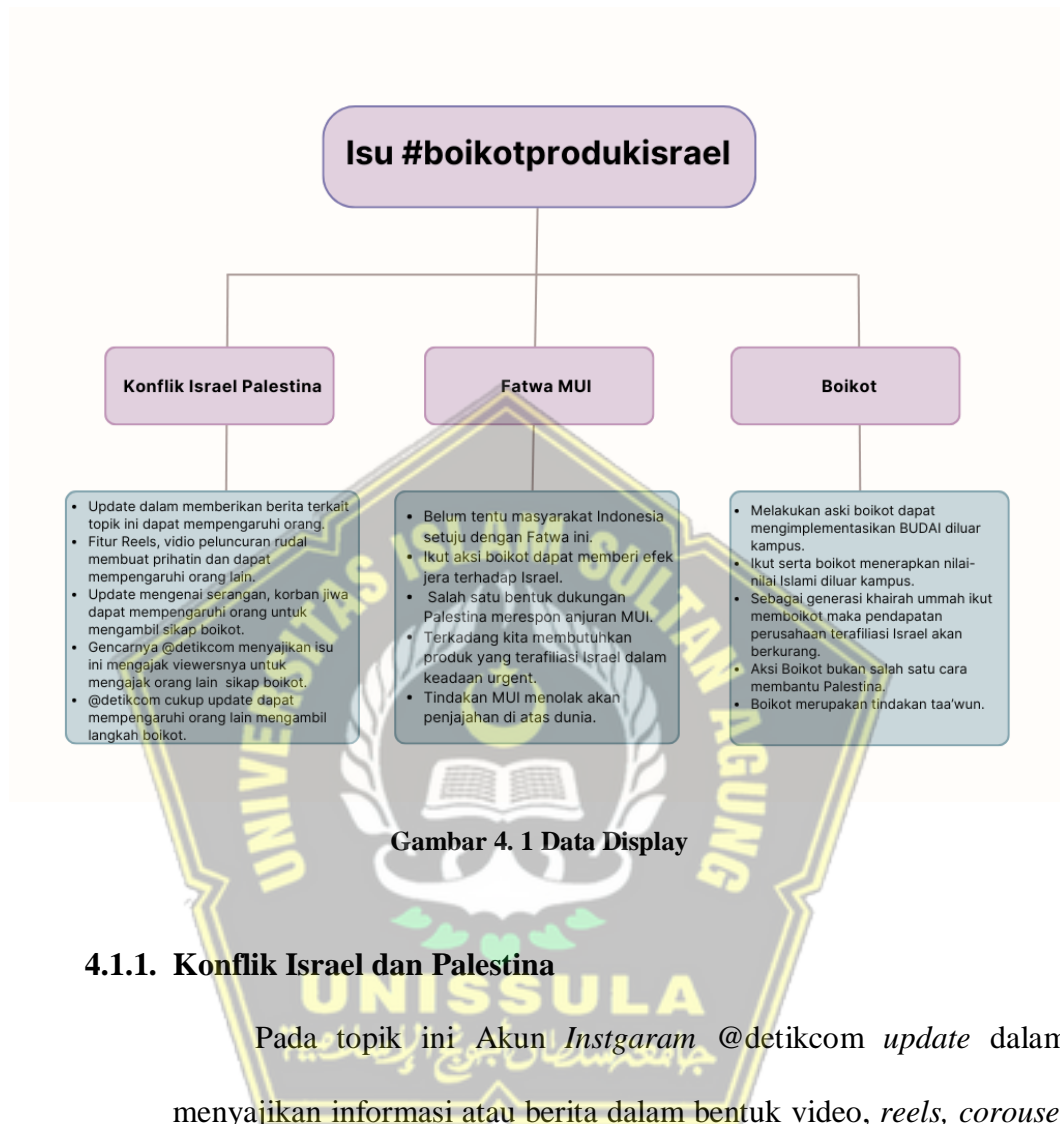 Isu #boikotprodukisrael
Konflik Israel Palestina
Fatwa MUI
Boikot
• Update dalam memberikan berita terkait
topik ini dapat mempengaruhi orang.
• Fitur Reels, vidio peluncuran rudal
membuat prihatin dan dapat
mempengaruhi orang lain.
• Update mengenai serangan, korban jiwa
dapat mempengaruhi orang untuk
mengambil sikap boikot.
• Gencarnya @detikcom menyajikan isu
ini mengajak viewersnya untuk
mengajak orang lain sikap boikot.
• @detikcom cukup update dapat
mempengaruhi orang lain mengambil
langkah boikot.
• Belum tentu masyarakat Indonesia
setuju dengan Fatwa ini.
• Ikut aksi boikot dapat memberi efek
jera terhadap Israel.
• Salah satu bentuk dukungan
Palestina merespon anjuran MUI.
• Terkadang kita membutuhkan
produk yang terafiliasi Israel dalam
keadaan urgent.
• Tindakan MUI menolak akan
penjajahan di atas dunia.
• Melakukan aski boikot dapat
mengimplementasikan BUDAI diluar
kampus.
• Ikut serta boikot menerapkan nilai-
nilai Islami diluar kampus.
• Sebagai generasi khairah ummah ikut
memboikot maka pendapatan
perusahaan terafiliasi Israel akan
berkurang.
• Aksi Boikot bukan salah satu cara
membantu Palestina.
• Boikot merupakan tindakan taa'wun.
UNIVERSITAS ISLAM SULTAN AGUNG
Gambar 4. 1 Data Display
4.1.1. Konflik Israel dan Palestina
UNISSULA
Pada topik ini Akun Instgaram @detikcom update dalam
menyajikan informasi atau berita dalam bentuk video, reels, corouse